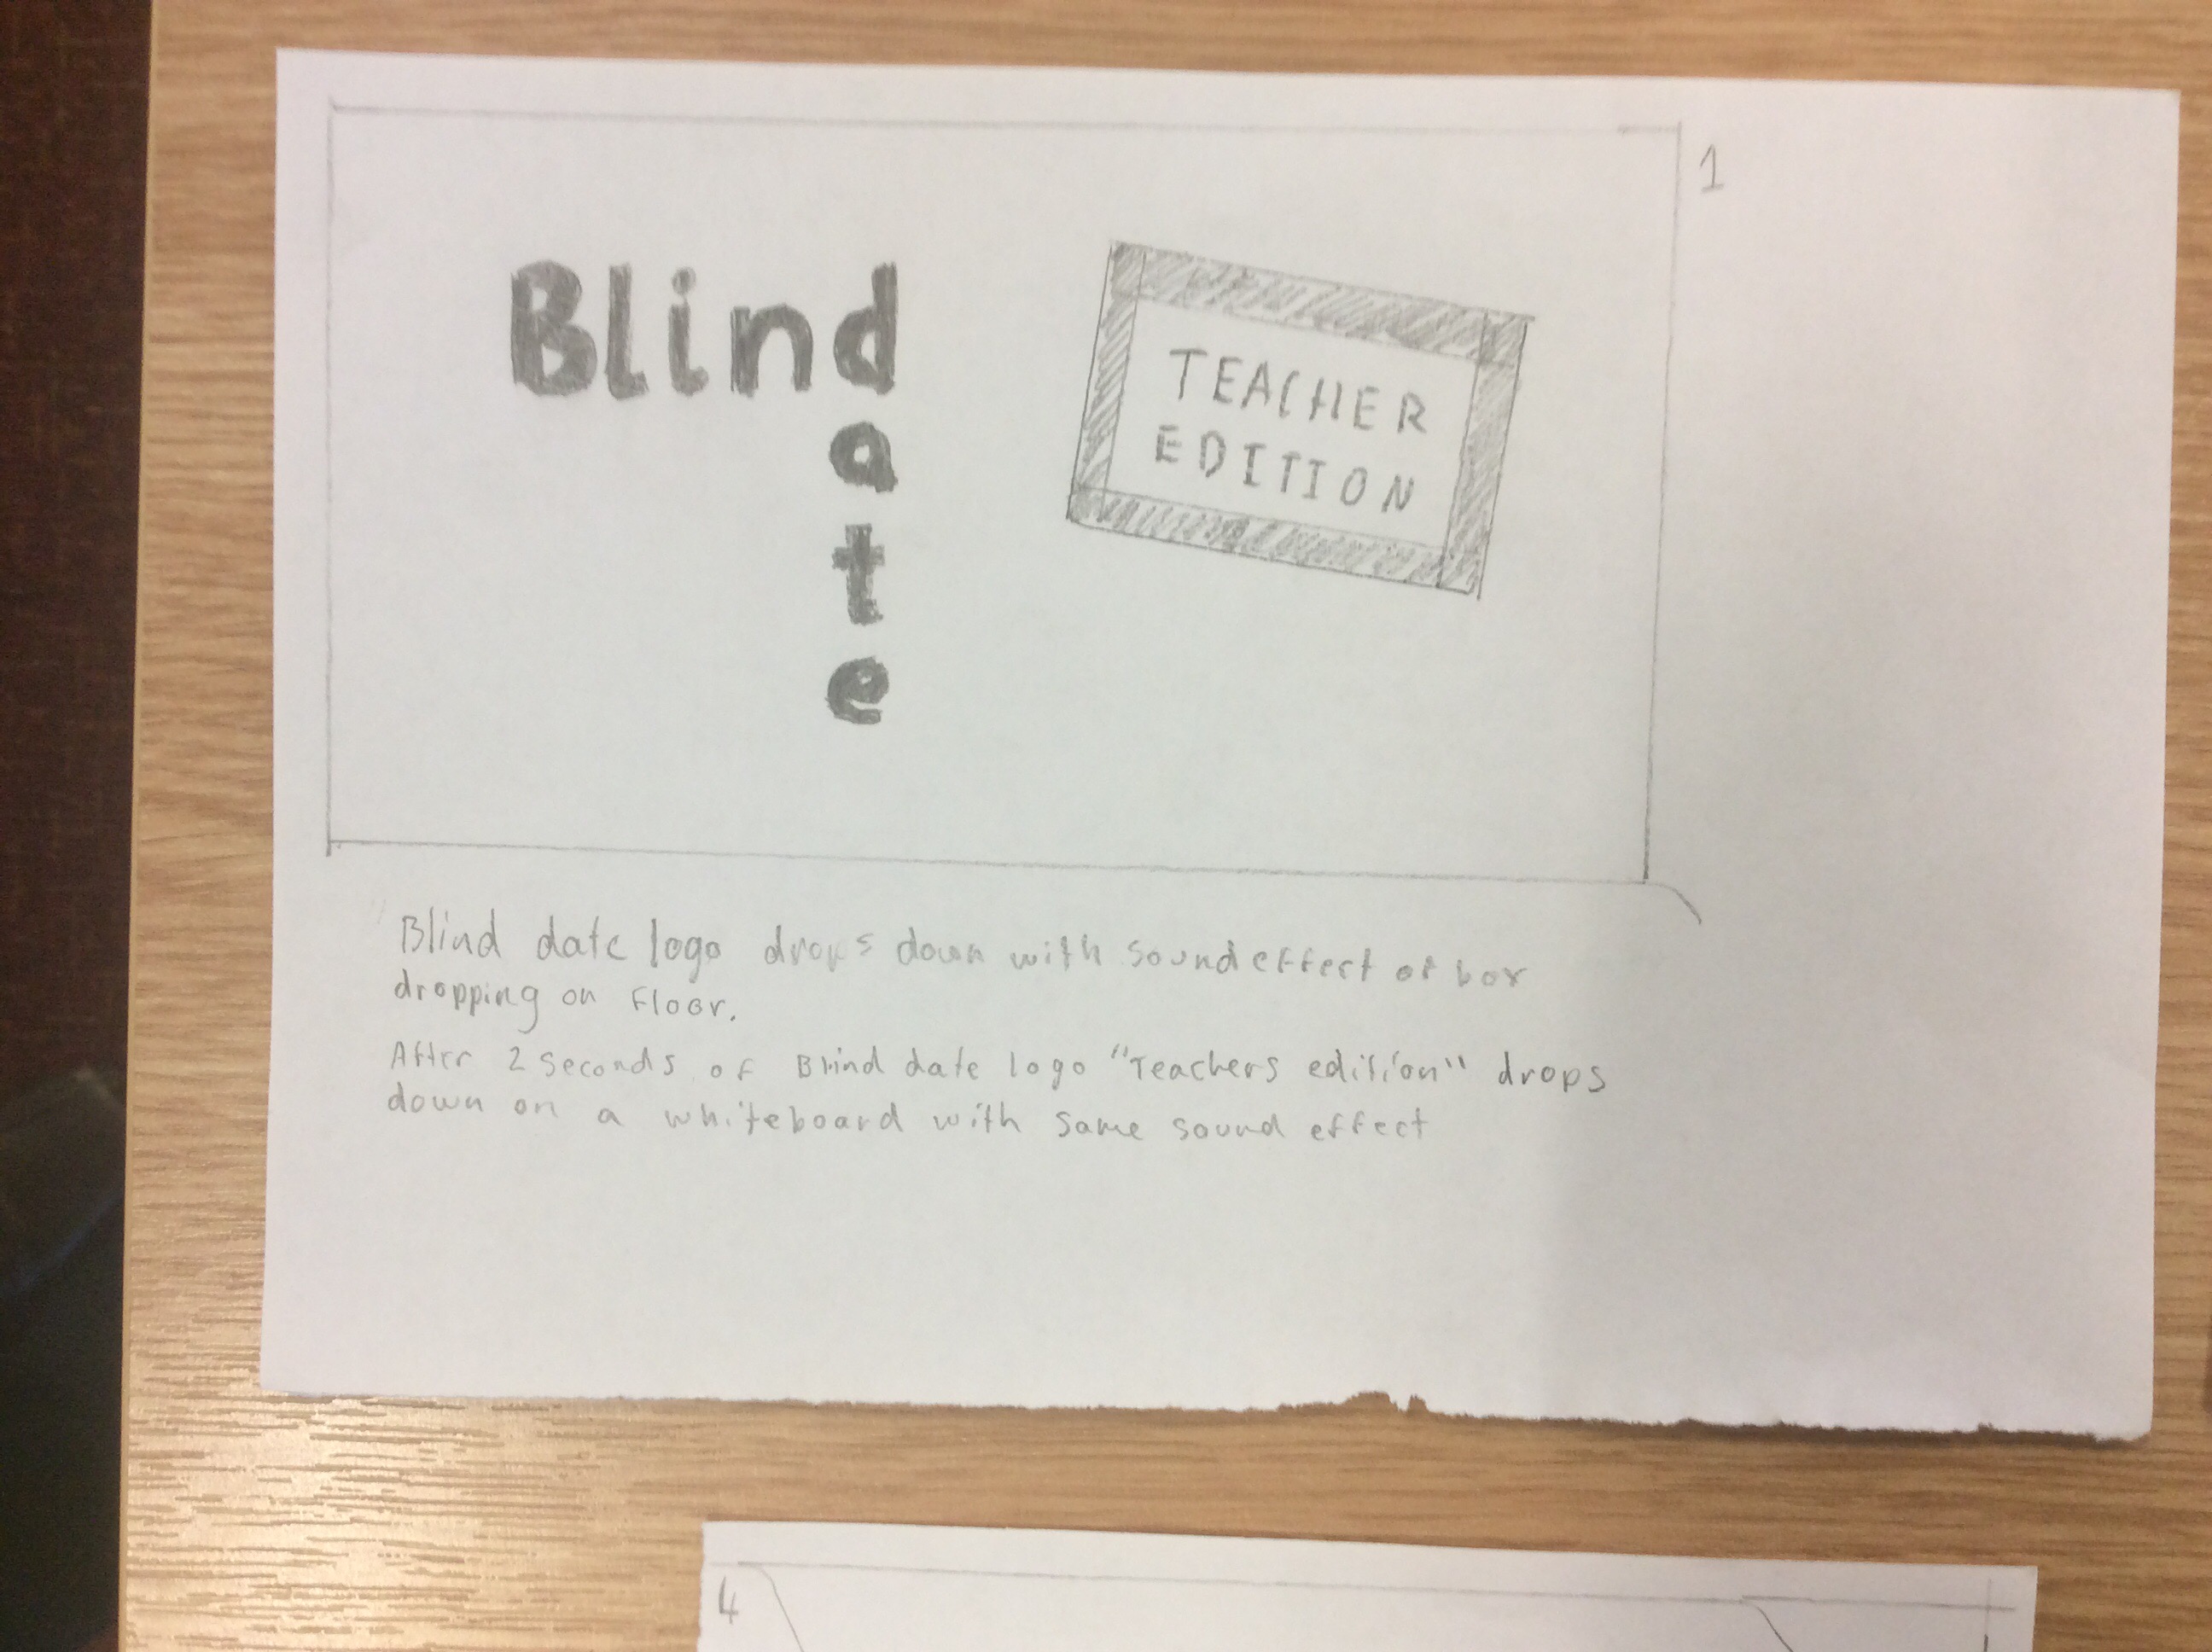 1
Blind
a
t
e
TEACHER
EDITION
Blind date logo drops down with sound effect of box
dropping on floor.
After 2 seconds of Blind date logo "Teachers edition" drops
down on a whiteboard with same sound effect
4